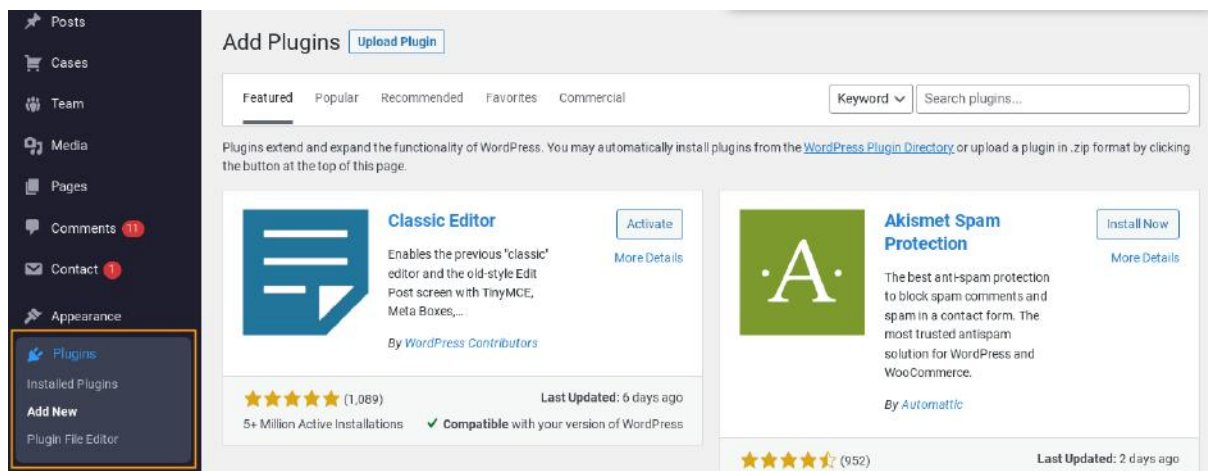 Posts
Cases
Team
Media
Pages
Comments 11
Contact 1
Appearance
Plugins
Installed Plugins
Add New
Plugin File Editor
Add Plugins Upload Plugin
Featured Popular Recommended Favorites Commercial Keyword Search plugins...
Plugins extend and expand the functionality of WordPress. You may automatically install plugins from the WordPress Plugin Directory or upload a plugin in .zip format by clicking
the button at the top of this page.
Classic Editor
Activate
More Details
Enables the previous "classic"
editor and the old-style Edit
Post screen with TinyMCE,
Meta Boxes,...
By WordPress Contributors
(1,089)
Last Updated: 6 days ago
5+ Million Active Installations
Compatible with your version of WordPress
·A·
Akismet Spam
Protection
Install Now
More Details
The best anti-spam protection
to block spam comments and
spam in a contact form. The
most trusted antispam
solution for WordPress and
WooCommerce.
By Automattic
(952)
Last Updated: 2 days ago